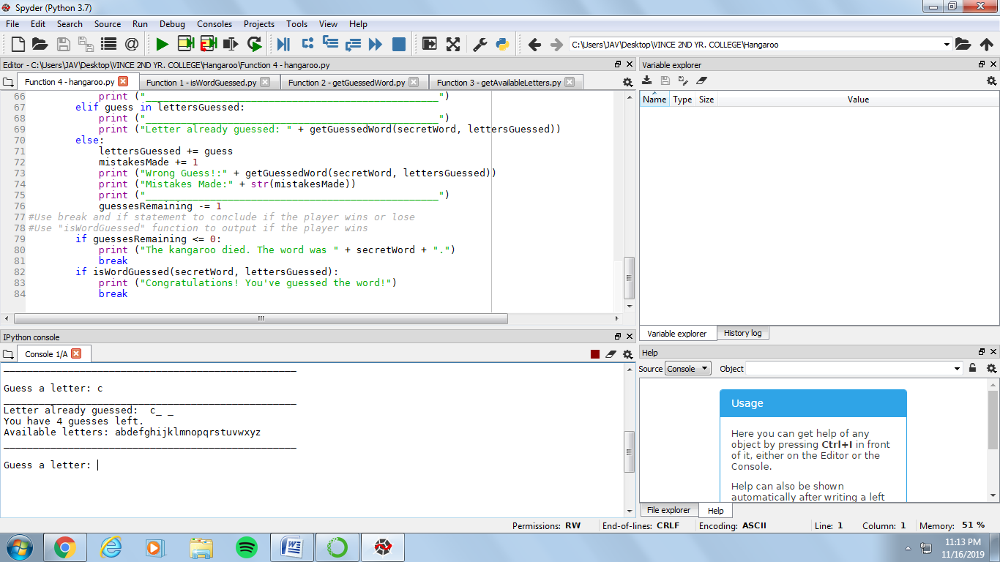 Spyder (Python 3.7)
File Edit Search Source Run Debug Consoles Projects Tools View Help
C:\Users\JAV\Desktop\VINCE 2ND YR. COLLEGE\Hangaroo
Editor - C:\Users\JAV\Desktop\VINCE 2ND YR. COLLEGE\Hangaroo\Function 4 - hangaroo.py
Function 4 - hangaroo.py Function 1 - isWordGuessed.py Function 2 - getGuessedWord.py Function 3 - getAvailableLetters.py
66 print ("__________________________________________________")
67 elif guess in lettersGuessed:
68 print ("__________________________________________________")
69 print ("Letter already guessed: " + getGuessedWord(secretWord, lettersGuessed))
70 else:
71 lettersGuessed += guess
72 mistakesMade += 1
73 print ("Wrong Guess!:" + getGuessedWord(secretWord, lettersGuessed))
74 print ("Mistakes Made:" + str(mistakesMade))
75 print ("__________________________________________________")
76 guessesRemaining -= 1
77 #Use break and if statement to conclude if the player wins or lose
78 #Use "isWordGuessed" function to output if the player wins
79 if guessesRemaining <= 0:
80 print ("The kangaroo died. The word was " + secretWord + ".")
81 break
82 if isWordGuessed(secretWord, lettersGuessed):
83 print ("Congratulations! You've guessed the word!")
84 break
IPython console
Console 1/A
__________________________________________________
Guess a letter: c
__________________________________________________
Letter already guessed:  c_ _
You have 4 guesses left.
Available letters: abdefghijklmnopqrstuvwxyz
__________________________________________________
Guess a letter:
Variable explorer
Name Type Size Value
Variable explorer History log
Help
Source Console Object
Usage
Here you can get help of any
object by pressing Ctrl+I in front
of it, either on the Editor or the
Console.
Help can also be shown
automatically after writing a left
File explorer Help
Permissions: RW End-of-lines: CRLF Encoding: ASCII Line: 1 Column: 1 Memory: 51 %
11:13 PM
11/16/2019